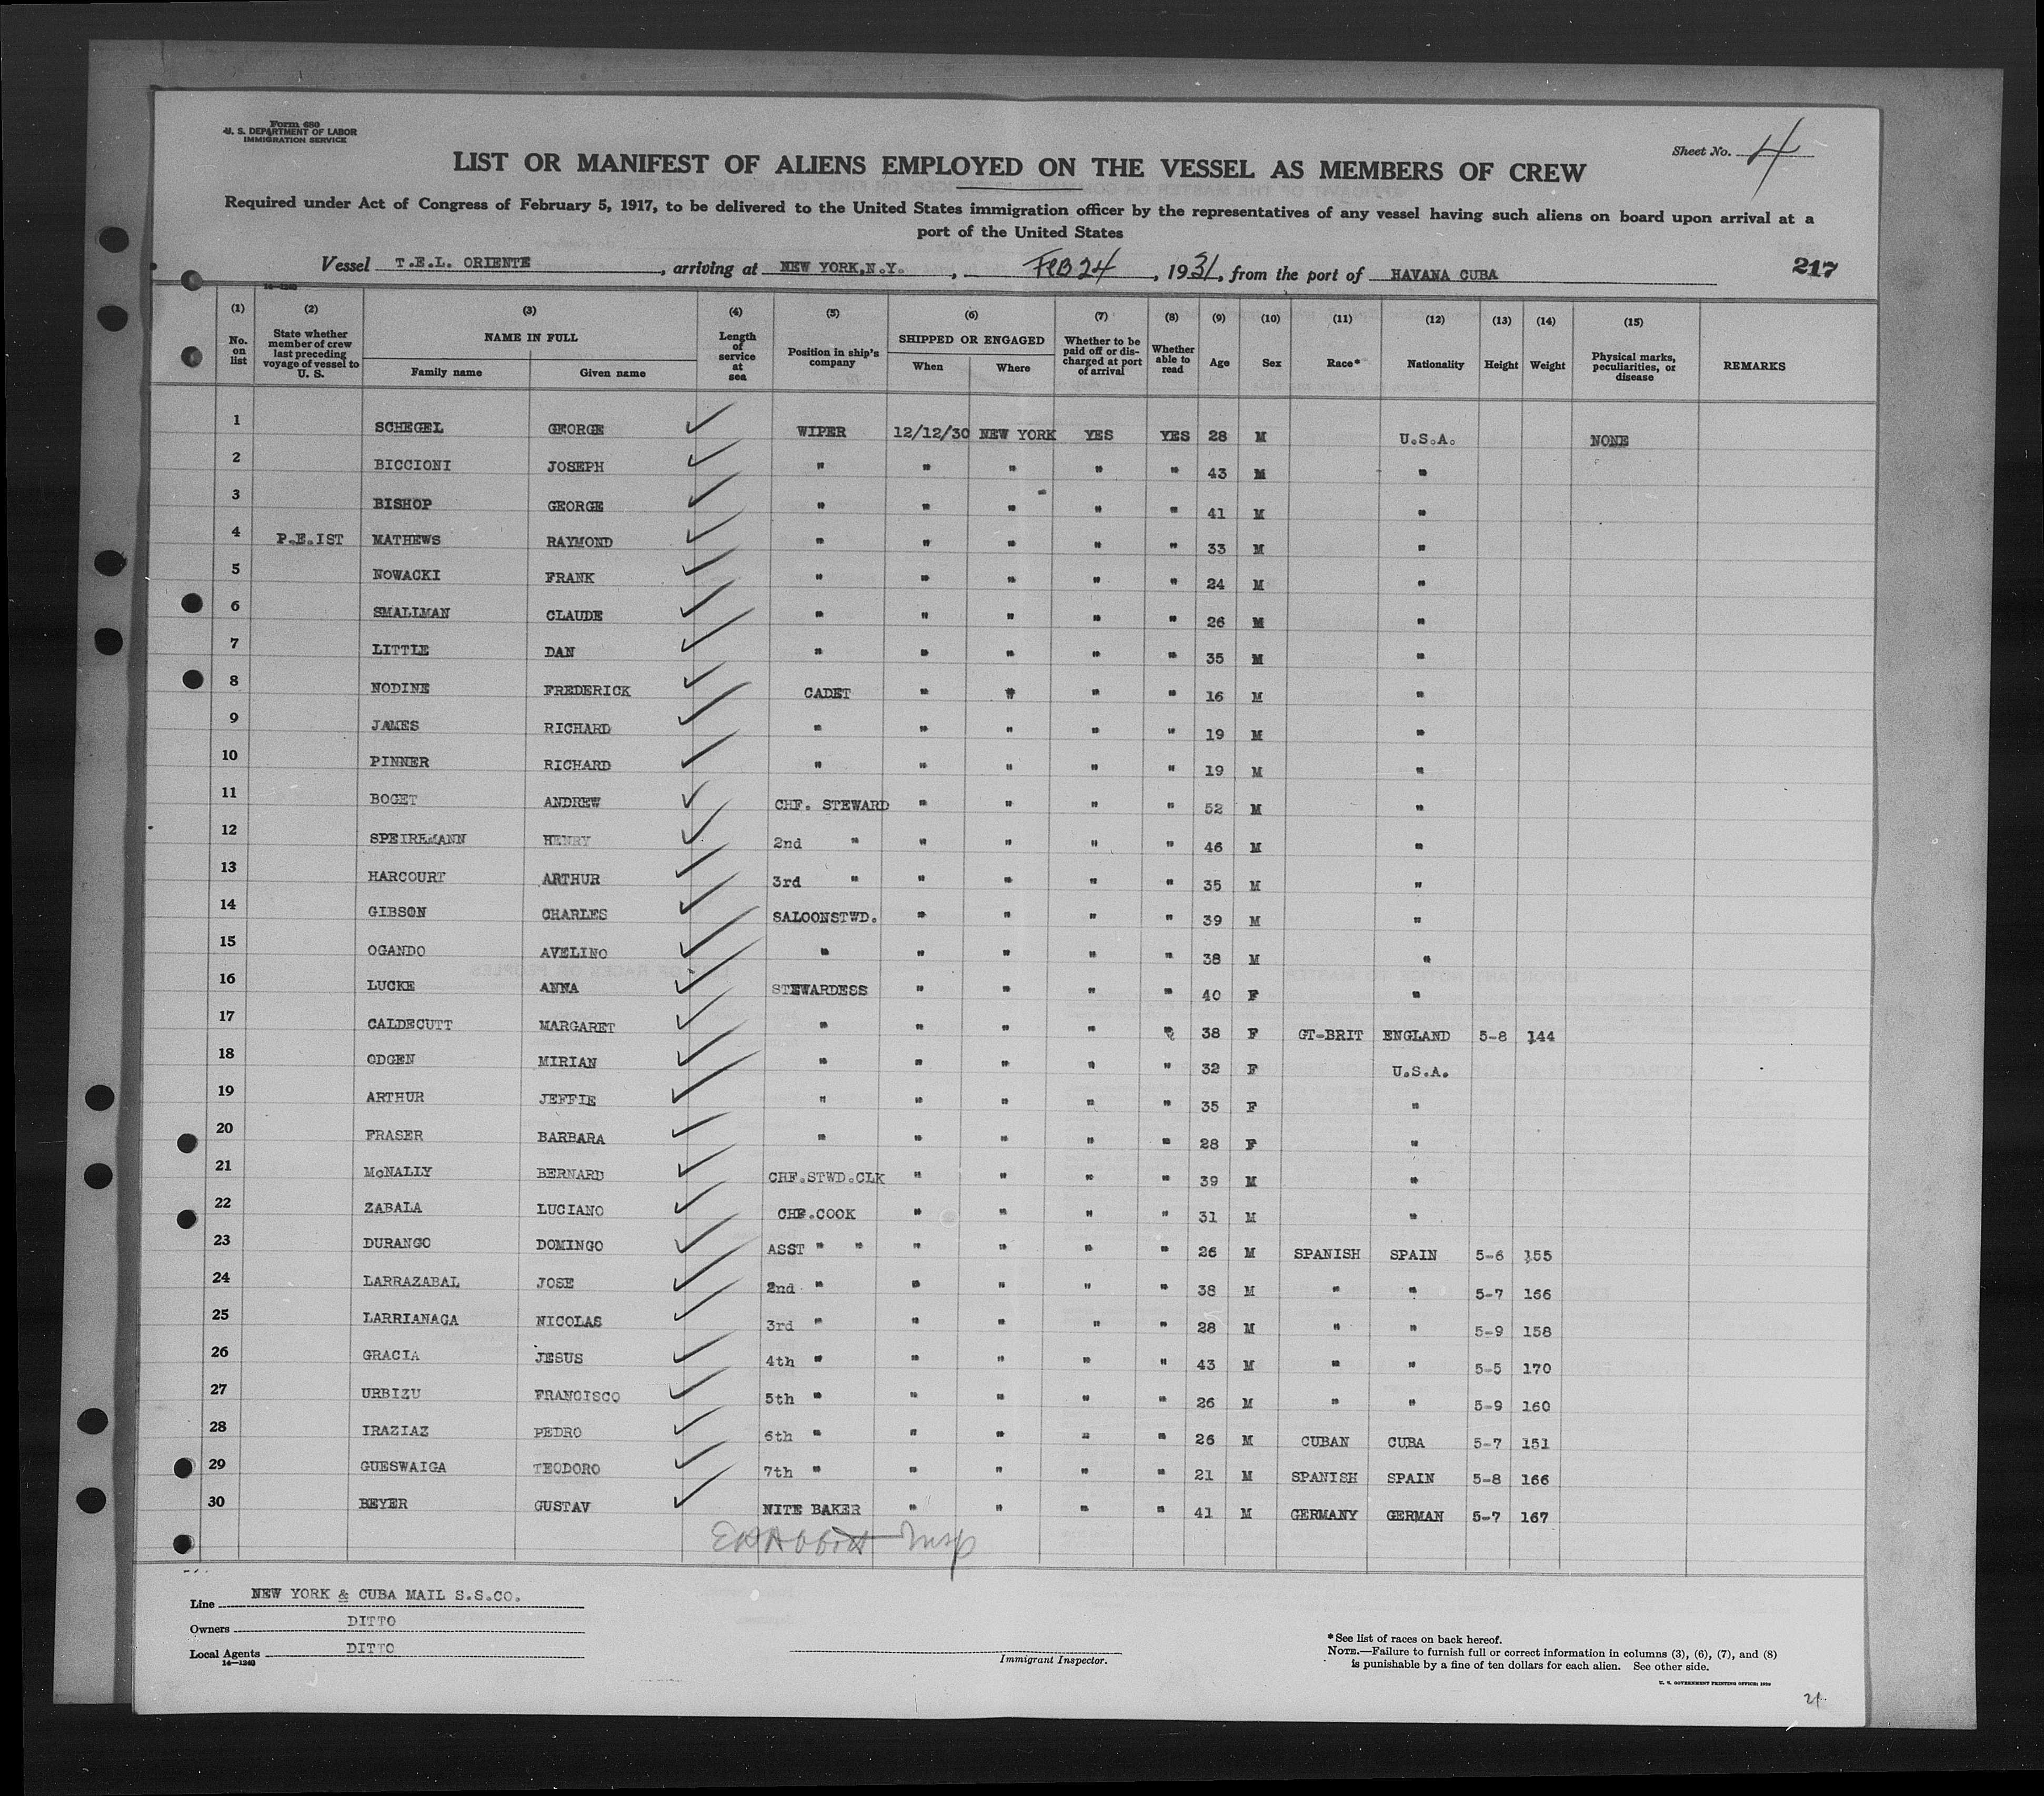 Form 680
U. S. DEPARTMENT OF LABOR
IMMIGRATION SERVICE
Sheet No. 4
LIST OR MANIFEST OF ALIENS EMPLOYED ON THE VESSEL AS MEMBERS OF CREW
Required under Act of Congress of February 5, 1917, to be delivered to the United States immigration officer by the representatives of any vessel having such aliens on board upon arrival at a
port of the United States
Vessel T.E.L. ORIENTE, arriving at NEW YORK,N.Y., FEB 24, 1931, from the port of HAVANA CUBA
217
14—1240
(1) No. on list (2) State whether member of crew last preceding voyage of vessel to U. S. (3) NAME IN FULL Family name Given name (4) Length of service at sea (5) Position in ship's company (6) SHIPPED OR ENGAGED When Where (7) Whether to be paid off or discharged at port of arrival (8) Whether able to read (9) Age (10) Sex (11) Race* (12) Nationality (13) Height (14) Weight (15) Physical marks, peculiarities, or disease REMARKS
1 SCHEGEL GEORGE ✓ WIPER 12/12/30 NEW YORK YES YES 28 M U.S.A. NONE
2 BICCIONI JOSEPH ✓ " " " " " 43 M "
3 BISHOP GEORGE ✓ " " " " " 41 M "
4 P.E.IST MATHEWS RAYMOND ✓ " " " " " 33 M "
5 NOWACKI FRANK ✓ " " " " " 24 M "
6 SMALLMAN CLAUDE ✓ " " " " " 26 M "
7 LITTLE DAN ✓ " " " " " 35 M "
8 NODINE FREDERICK ✓ CADET " " " " 16 M "
9 JAMES RICHARD ✓ " " " " " 19 M "
10 PINNER RICHARD ✓ " " " " " 19 M "
11 BOGET ANDREW ✓ CHF. STEWARD " " " " 52 M "
12 SPEIREMANN HENRY ✓ 2nd " " " " " 46 M "
13 HARCOURT ARTHUR ✓ 3rd " " " " " 35 M "
14 GIBSON CHARLES ✓ SALOONSTWD. " " " " 39 M "
15 OGANDO AVELINO ✓ " " " " " 38 M "
16 LUCKE ANNA ✓ STEWARDESS " " " " 40 F "
17 CALDECUTT MARGARET ✓ " " " " " 38 F GT-BRIT ENGLAND 5-8 144
18 ODGEN MIRIAN ✓ " " " " " 32 F U.S.A.
19 ARTHUR JEFFIE ✓ " " " " " 35 F "
20 FRASER BARBARA ✓ " " " " " 28 F "
21 McNALLY BERNARD ✓ CHF.STWD.CLK " " " " 39 M "
22 ZABALA LUCIANO ✓ CHF.COOK " " " " 31 M "
23 DURANGO DOMINGO ✓ ASST " " " " " " 26 M SPANISH SPAIN 5-6 155
24 LARRAZABAL JOSE ✓ 2nd " " " " " 38 M " " 5-7 166
25 LARRIANAGA NICOLAS ✓ 3rd " " " " " 28 M " " 5-9 158
26 GRACIA JESUS ✓ 4th " " " " " 43 M " " 5-5 170
27 URBIZU FRANCISCO ✓ 5th " " " " " 26 M " " 5-9 160
28 IRAZIAZ PEDRO ✓ 6th " " " " " 26 M CUBAN CUBA 5-7 151
29 GUESWAIGA TEODORO ✓ 7th " " " " " 21 M SPANISH SPAIN 5-8 166
30 BEYER GUSTAV ✓ NITE BAKER " " " " 41 M GERMANY GERMAN 5-7 167
Abbott Insp
Line NEW YORK & CUBA MAIL S.S.CO.
Owners DITTO
Local Agents DITTO
14—1240
Immigrant Inspector.
*See list of races on back hereof.
NOTE.—Failure to furnish full or correct information in columns (3), (6), (7), and (8)
is punishable by a fine of ten dollars for each alien. See other side.
U. S. GOVERNMENT PRINTING OFFICE:
21